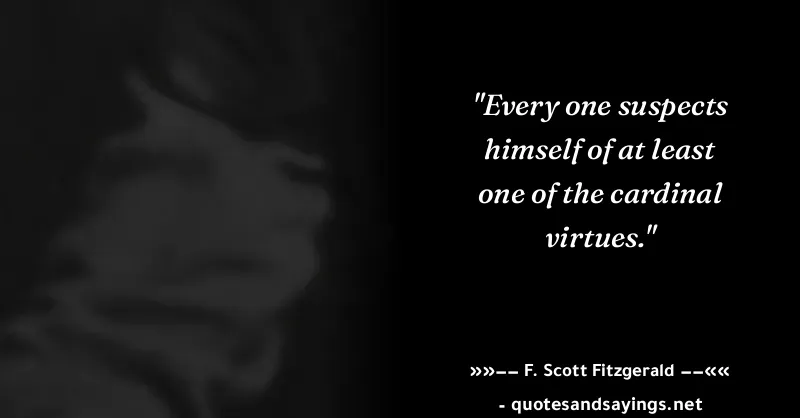 "Every one suspects
himself of at least
one of the cardinal
virtues."
»»−− F. Scott Fitzgerald −−««
- quotesandsayings.net